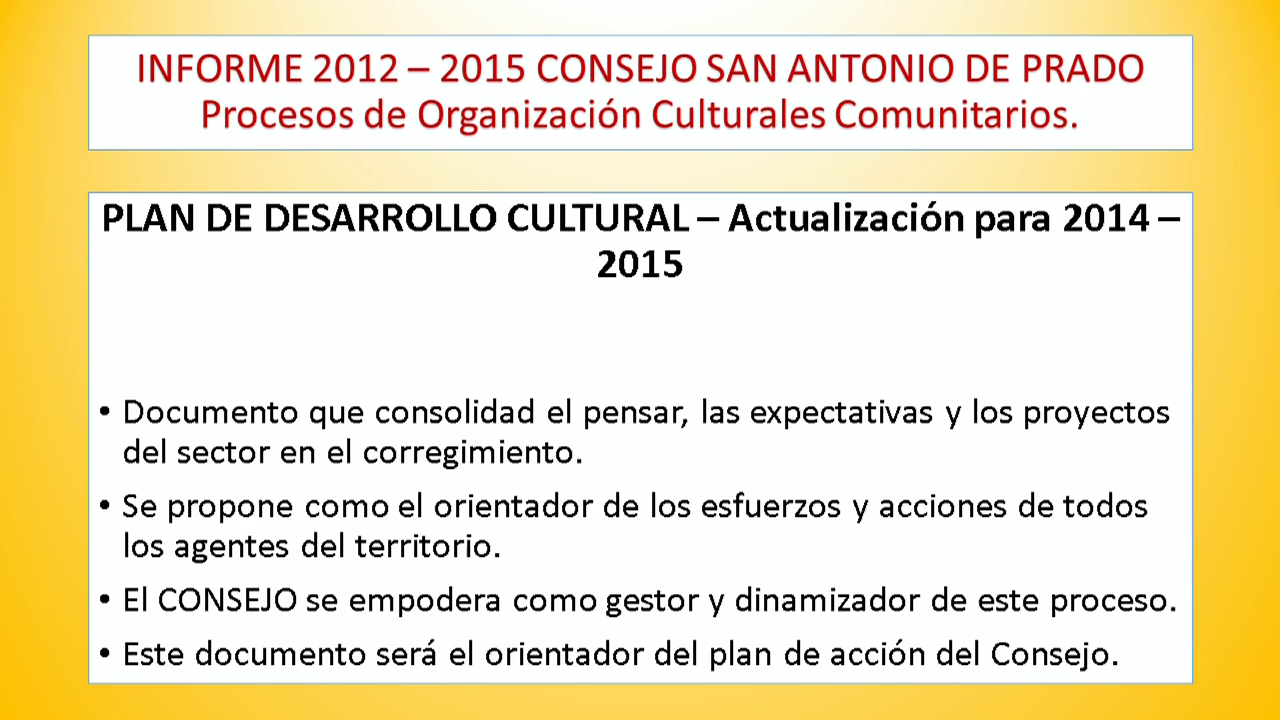 INFORME 2012 – 2015 CONSEJO SAN ANTONIO DE PRADO
Procesos de Organización Culturales Comunitarios.
PLAN DE DESARROLLO CULTURAL – Actualización para 2014 –
2015
• Documento que consolidad el pensar, las expectativas y los proyectos
del sector en el corregimiento.
• Se propone como el orientador de los esfuerzos y acciones de todos
los agentes del territorio.
• El CONSEJO se empodera como gestor y dinamizador de este proceso.
• Este documento será el orientador del plan de acción del Consejo.